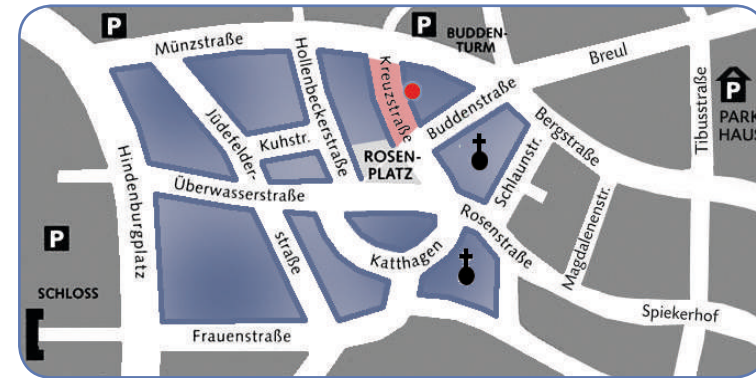 P
P
Münzstraße
Hollenbeckerstraße
Kreuzstraße
BUDDEN-
TURM
Breul
Jüdefelder-
straße
Kuhstr.
Buddenstraße
Bergstraße
Tibusstraße
P
PARK
HAUS
ROSEN-
PLATZ
Schlaunstr.
Hindenburgplatz
Überwasserstraße
Rosenstraße
Magdalenenstr.
P
Katthagen
SCHLOSS
Frauenstraße
Spiekerhof